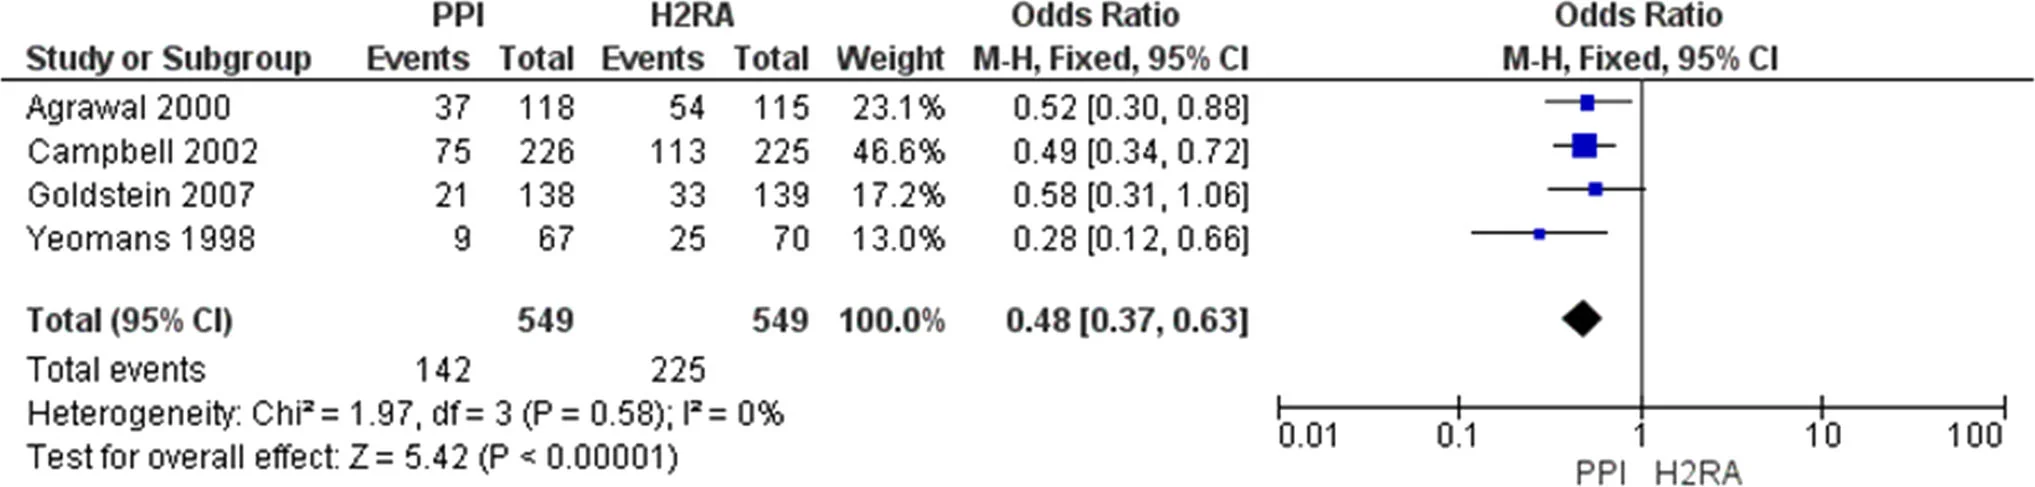 PPI H2RA Odds Ratio Odds Ratio
Study or Subgroup Events Total Events Total Weight M-H, Fixed, 95% CI M-H, Fixed, 95% CI
Agrawal 2000 37 118 54 115 23.1% 0.52 [0.30, 0.88]
Campbell 2002 75 226 113 225 46.6% 0.49 [0.34, 0.72]
Goldstein 2007 21 138 33 139 17.2% 0.58 [0.31, 1.06]
Yeomans 1998 9 67 25 70 13.0% 0.28 [0.12, 0.66]
Total (95% CI) 549 549 100.0% 0.48 [0.37, 0.63]
Total events 142 225
Heterogeneity: Chi² = 1.97, df = 3 (P = 0.58); I² = 0%
Test for overall effect: Z = 5.42 (P < 0.00001)
0.01 0.1 1 10 100
PPI H2RA